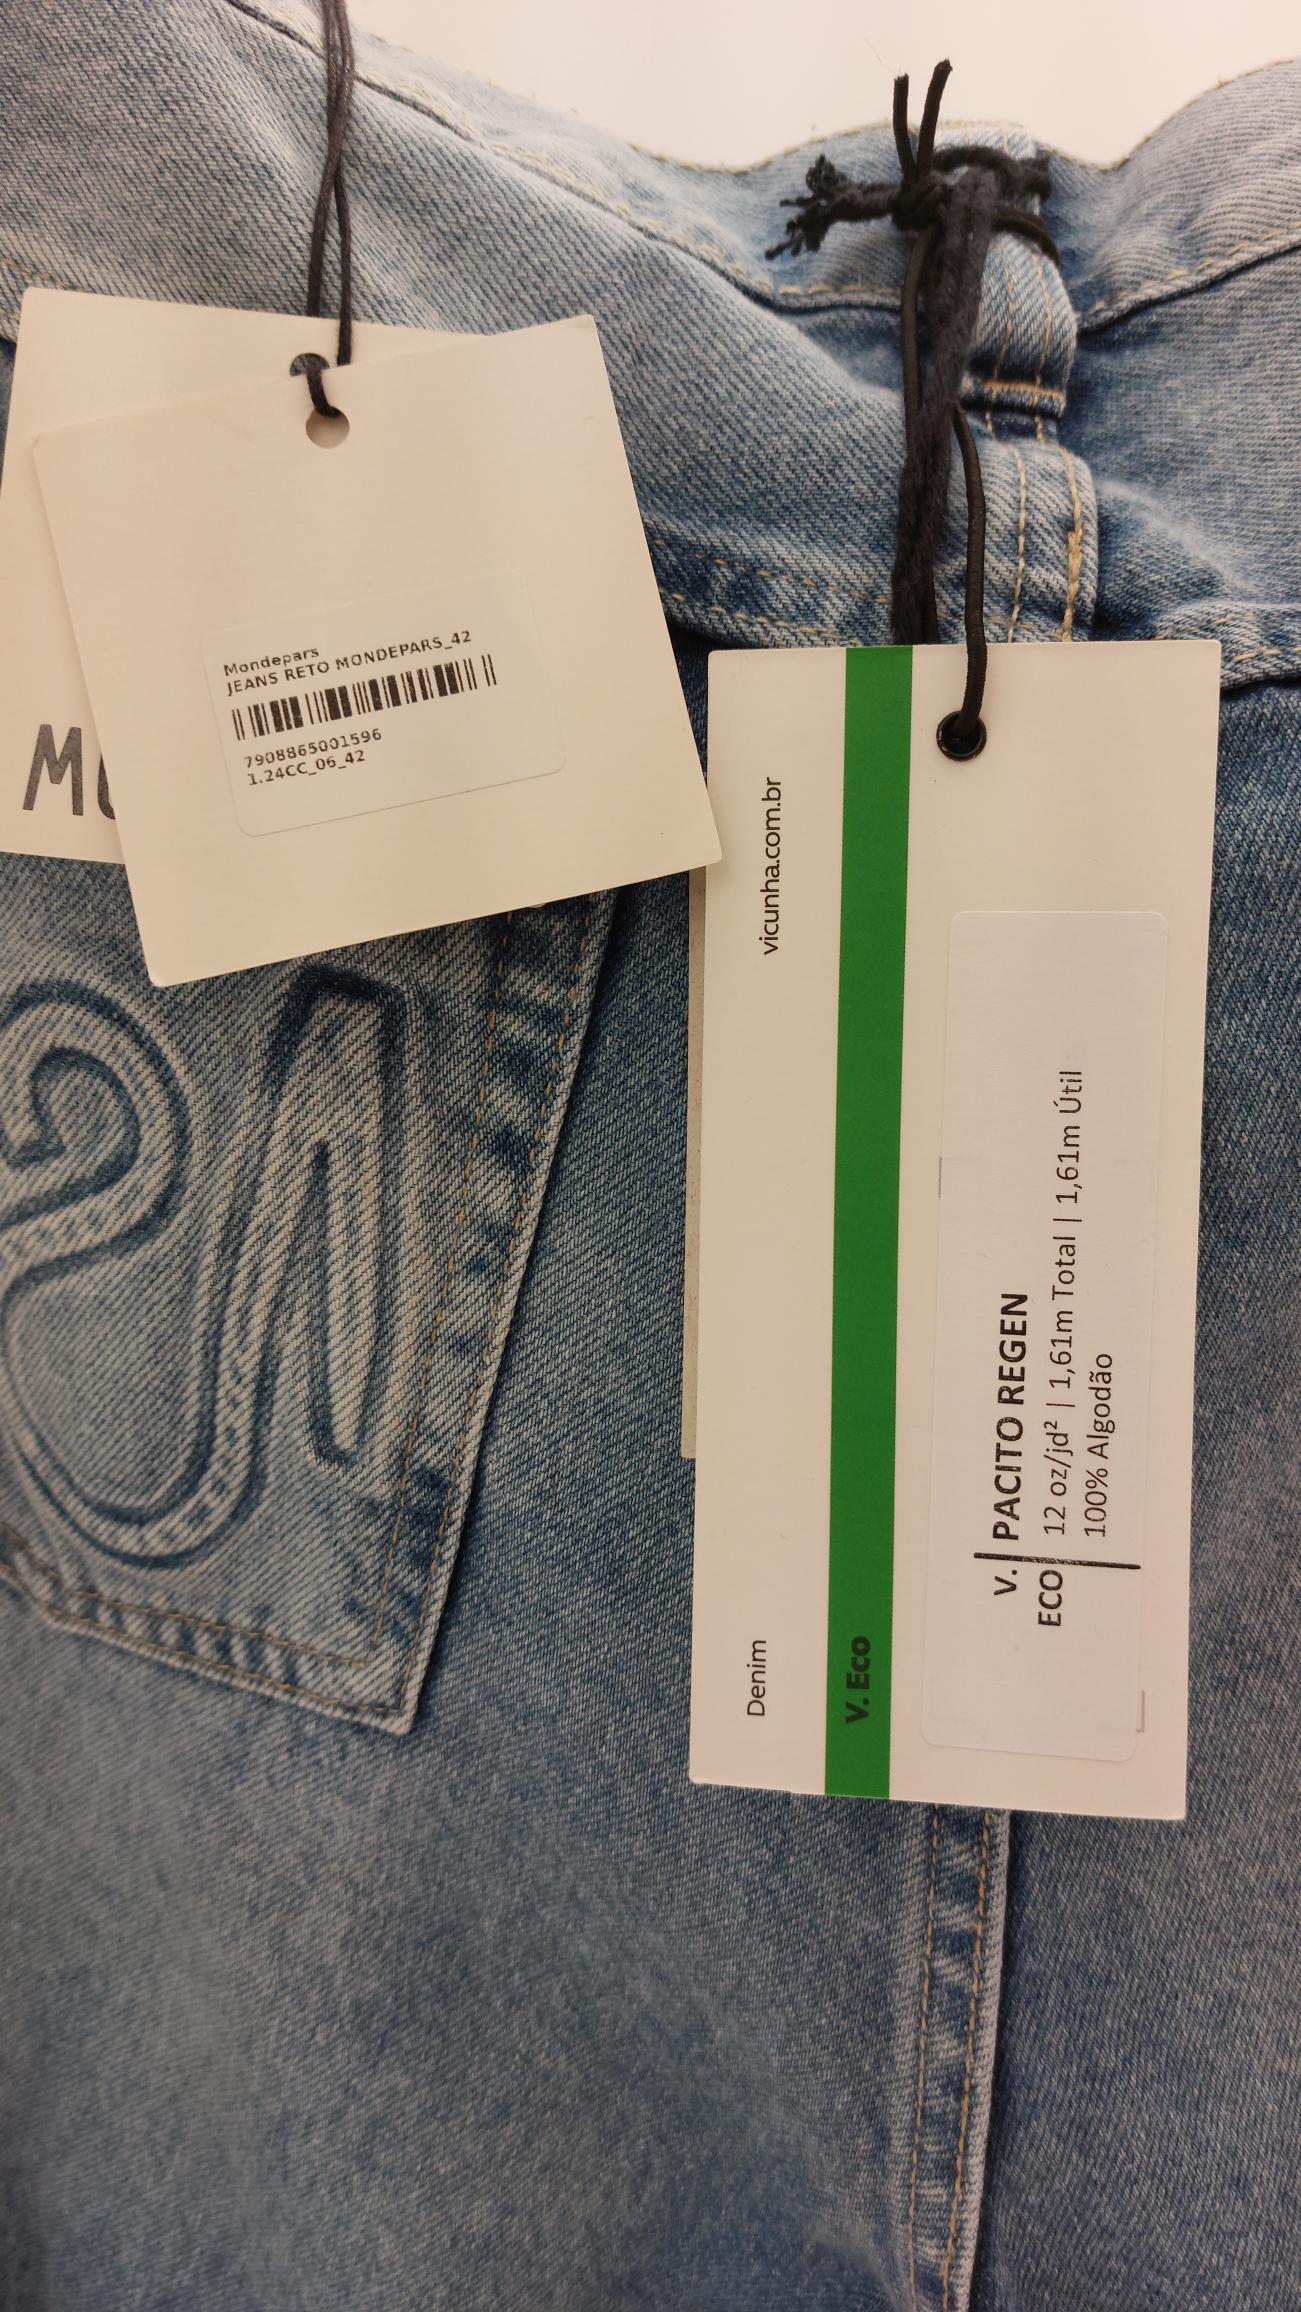 Mondepars
JEANS RETO MONDEPARS_42
7908865001596
1.24CC_06_42
Denim
vicunha.com.br
V. Eco
V. ECO
PACITO REGEN
12 oz/jd² | 1,61m Total | 1,61m Útil
100% Algodão